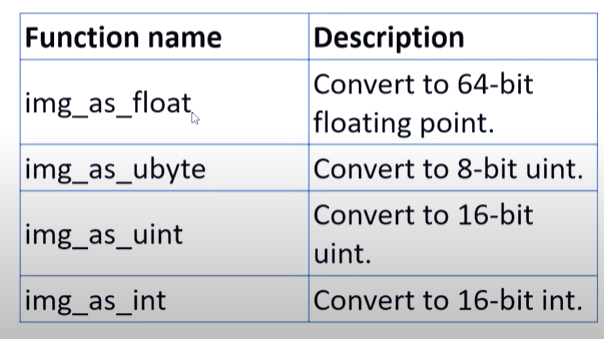 Function name
Description
img_as_float
Convert to 64-bit
floating point.
img_as_ubyte
Convert to 8-bit uint.
img_as_uint
Convert to 16-bit
uint.
img_as_int
Convert to 16-bit int.